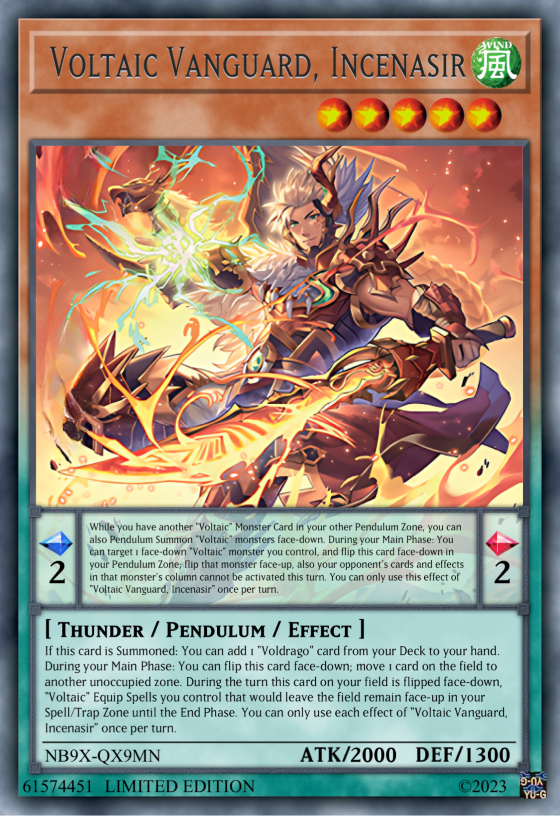 VOLTAIC VANGUARD, INCENASIR
WIND
風
While you have another "Voltaic" Monster Card in your other Pendulum Zone, you can
also Pendulum Summon "Voltaic" monsters face-down. During your Main Phase: You
can target 1 face-down "Voltaic" monster you control, and flip this card face-down in
your Pendulum Zone; flip that monster face-up, also your opponent's cards and effects
in that monster's column cannot be activated this turn. You can only use this effect of
"Voltaic Vanguard, Incenasir" once per turn.
2
2
[ THUNDER / PENDULUM / EFFECT ]
If this card is Summoned: You can add 1 "Voldrago" card from your Deck to your hand.
During your Main Phase: You can flip this card face-down; move 1 card on the field to
another unoccupied zone. During the turn this card on your field is flipped face-down,
"Voltaic" Equip Spells you control that would leave the field remain face-up in your
Spell/Trap Zone until the End Phase. You can only use each effect of "Voltaic Vanguard,
Incenasir" once per turn.
NB9X-QX9MN
ATK/2000 DEF/1300
61574451 LIMITED EDITION
©2023
YU-G
YU-G